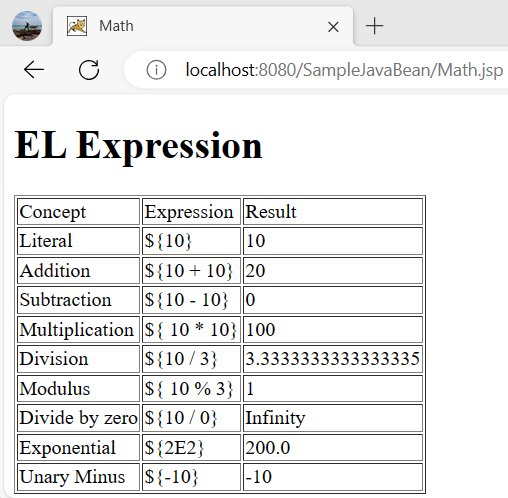 Math
localhost:8080/SampleJavaBean/Math.jsp
EL Expression
Concept Expression Result
Literal ${10} 10
Addition ${10 + 10} 20
Subtraction ${10 - 10} 0
Multiplication ${ 10 * 10} 100
Division ${10 / 3} 3.3333333333333335
Modulus ${ 10 % 3} 1
Divide by zero ${10 / 0} Infinity
Exponential ${2E2} 200.0
Unary Minus ${-10} -10